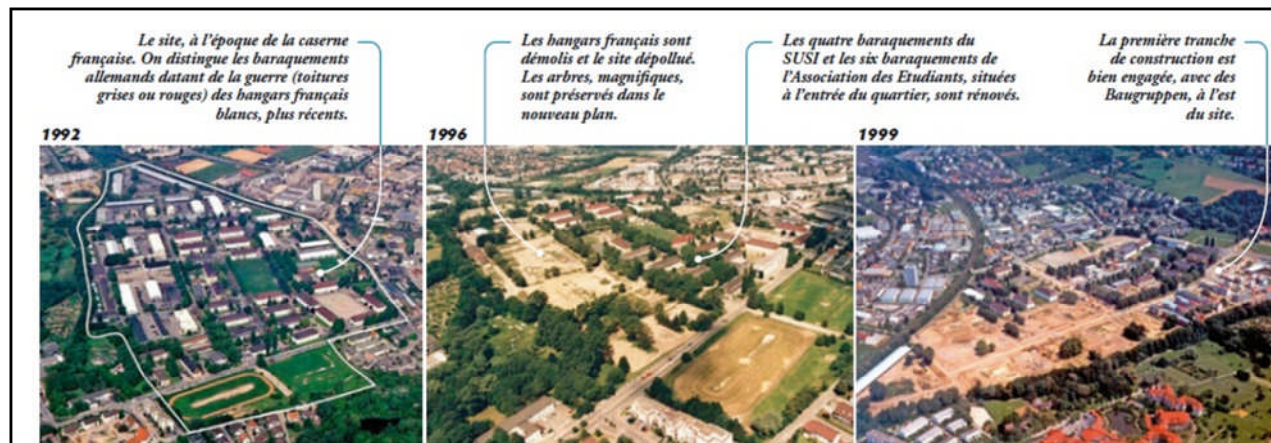 Le site, à l'époque de la caserne
française. On distingue les baraquements
allemands datant de la guerre (toitures
grises ou rouges) des hangars français
blancs, plus récents.
1992
Les hangars français sont
démolis et le site dépollué.
Les arbres, magnifiques,
sont préservés dans le
nouveau plan.
1996
Les quatre baraquements du
SUSI et les six baraquements de
l'Association des Etudiants, situées
à l'entrée du quartier, sont rénovés.
La première tranche
de construction est
bien engagée, avec des
Baugruppen, à l'est
du site.
1999